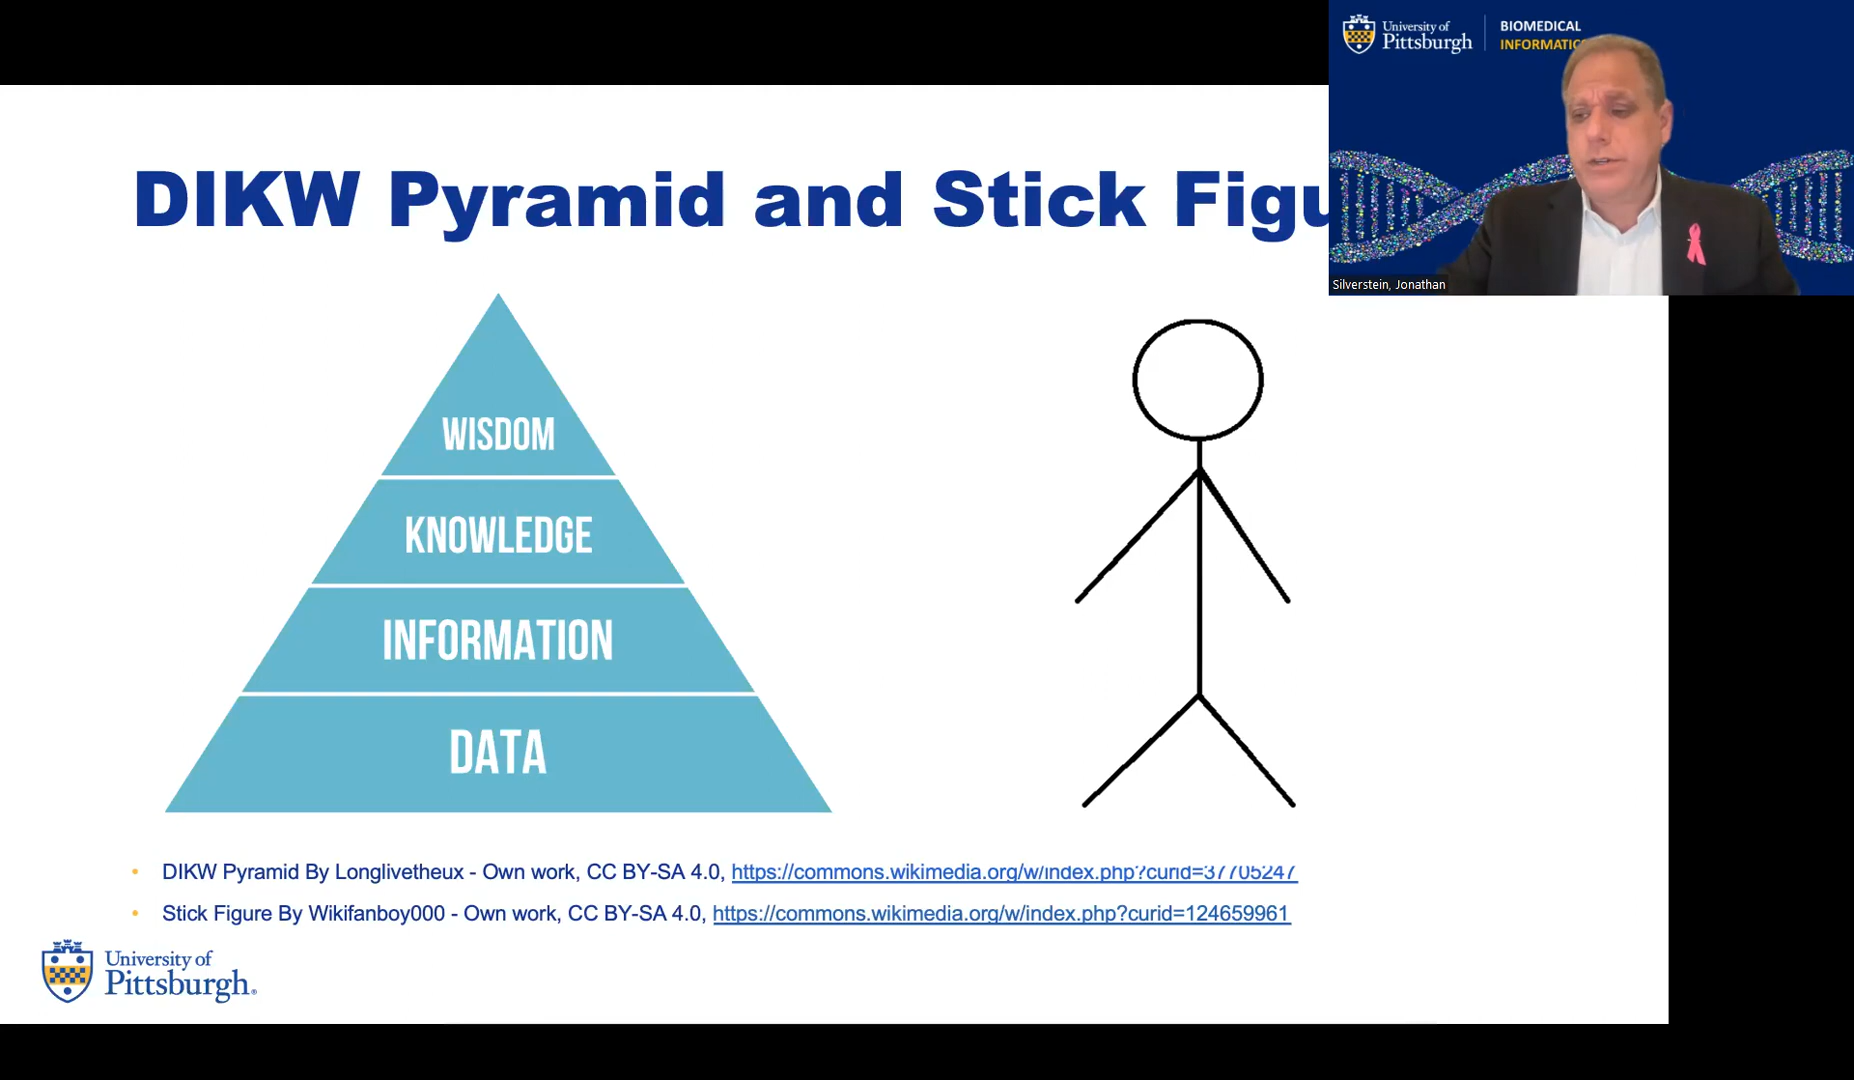 University of
Pittsburgh
BIOMEDICAL
INFORMATIC
DIKW Pyramid and Stick Figu
Silverstein, Jonathan
WISDOM
KNOWLEDGE
INFORMATION
DATA
• DIKW Pyramid By Longlivetheux - Own work, CC BY-SA 4.0, https://commons.wikimedia.org/w/index.php?curid=37705247
• Stick Figure By Wikifanboy000 - Own work, CC BY-SA 4.0, https://commons.wikimedia.org/w/index.php?curid=124659961
University of
Pittsburgh®